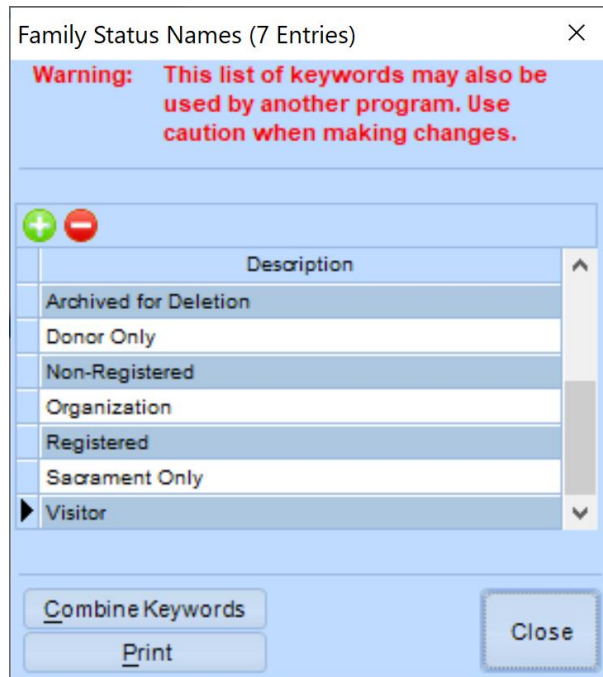 Family Status Names (7 Entries)
Warning: This list of keywords may also be
used by another program. Use
caution when making changes.
Description
Archived for Deletion
Donor Only
Non-Registered
Organization
Registered
Sacrament Only
Visitor
Combine Keywords
Print
Close